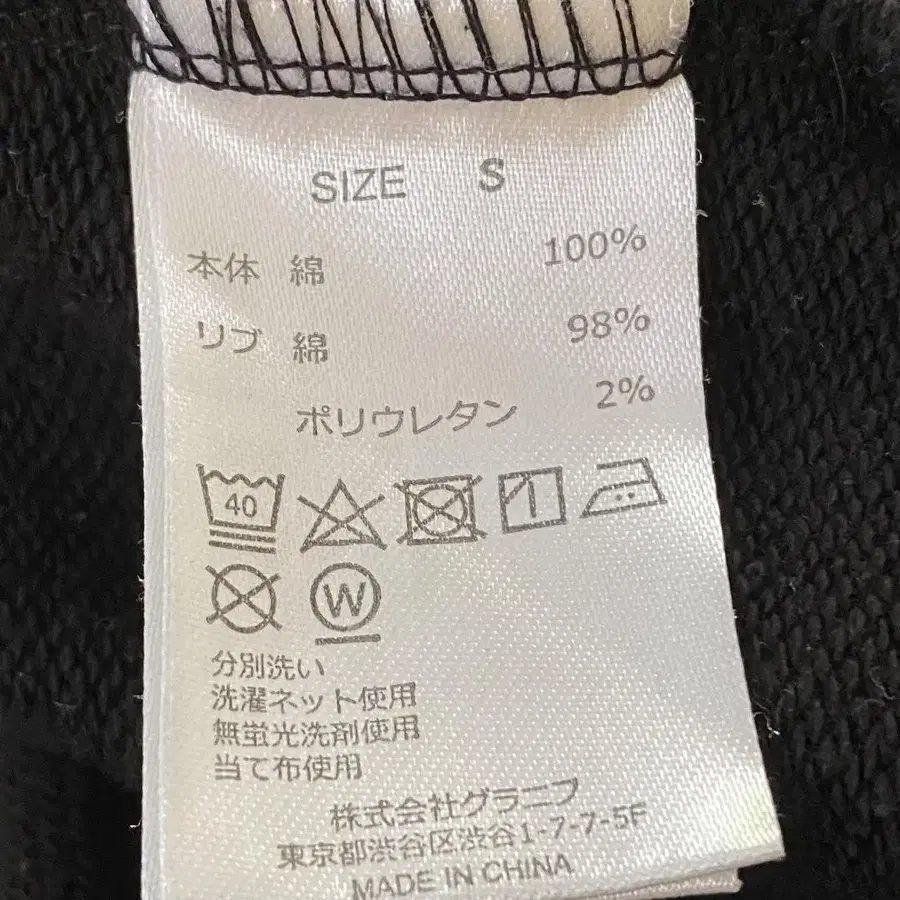 SIZE S
本体 綿 100%
リブ 綿 98%
ポリウレタン 2%
40
W
分別洗い
洗濯ネット使用
無蛍光洗剤使用
当て布使用
株式会社グラニフ
東京都渋谷区渋谷1-7-7-5F
MADE IN CHINA